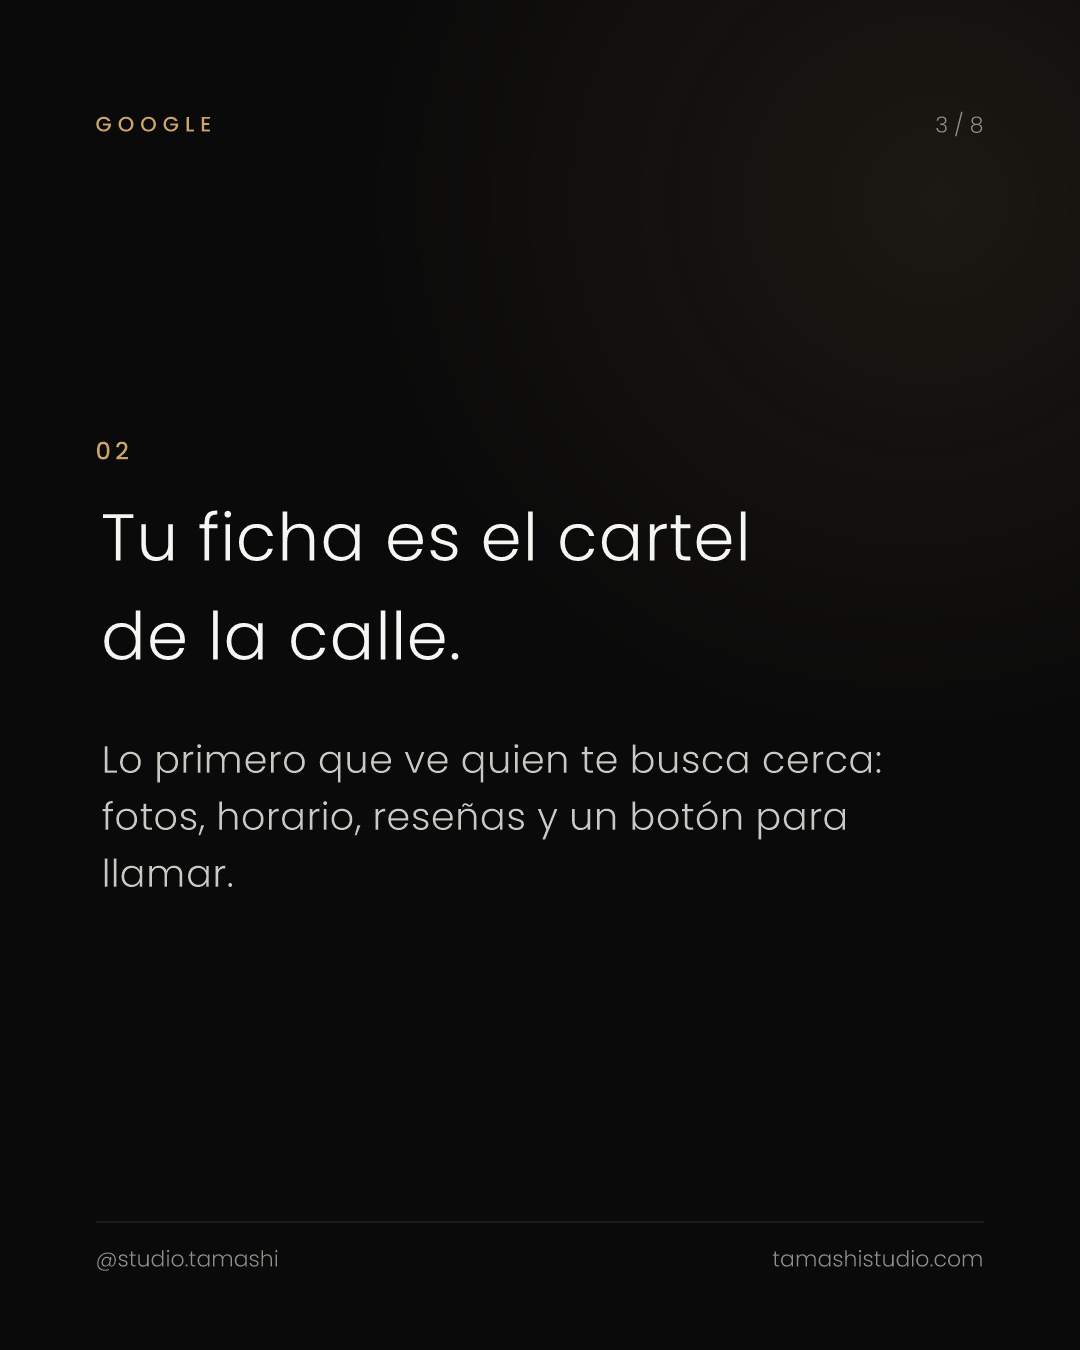 GOOGLE
3 / 8
02
Tu ficha es el cartel
de la calle.
Lo primero que ve quien te busca cerca:
fotos, horario, reseñas y un botón para
llamar.
@studio.tamashi
tamashistudio.com